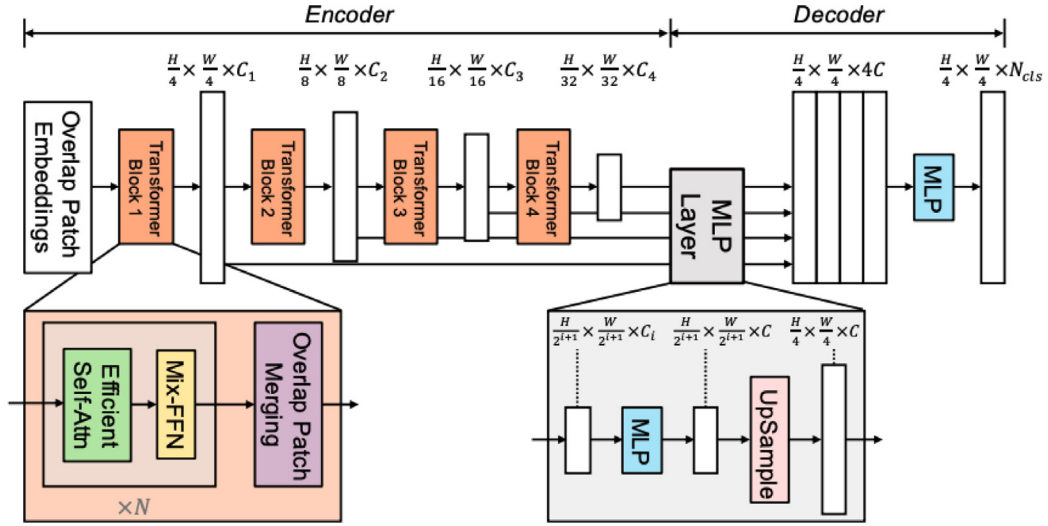 Encoder
Decoder
H/4 × W/4 ×C₁
H/8 × W/8 ×C₂
H/16 × W/16 ×C₃
H/32 × W/32 ×C₄
H/4 × W/4 ×4C
H/4 × W/4 ×N_cls
Overlap Patch
Embeddings
Transformer
Block 1
Transformer
Block 2
Transformer
Block 3
Transformer
Block 4
MLP
Layer
MLP
Efficient
Self-Attn
Mix-FFN
×N
Overlap Patch
Merging
H/2^{i+1} × W/2^{i+1} ×C_i
H/2^{i+1} × W/2^{i+1} ×C
H/4 × W/4 ×C
MLP
UpSample